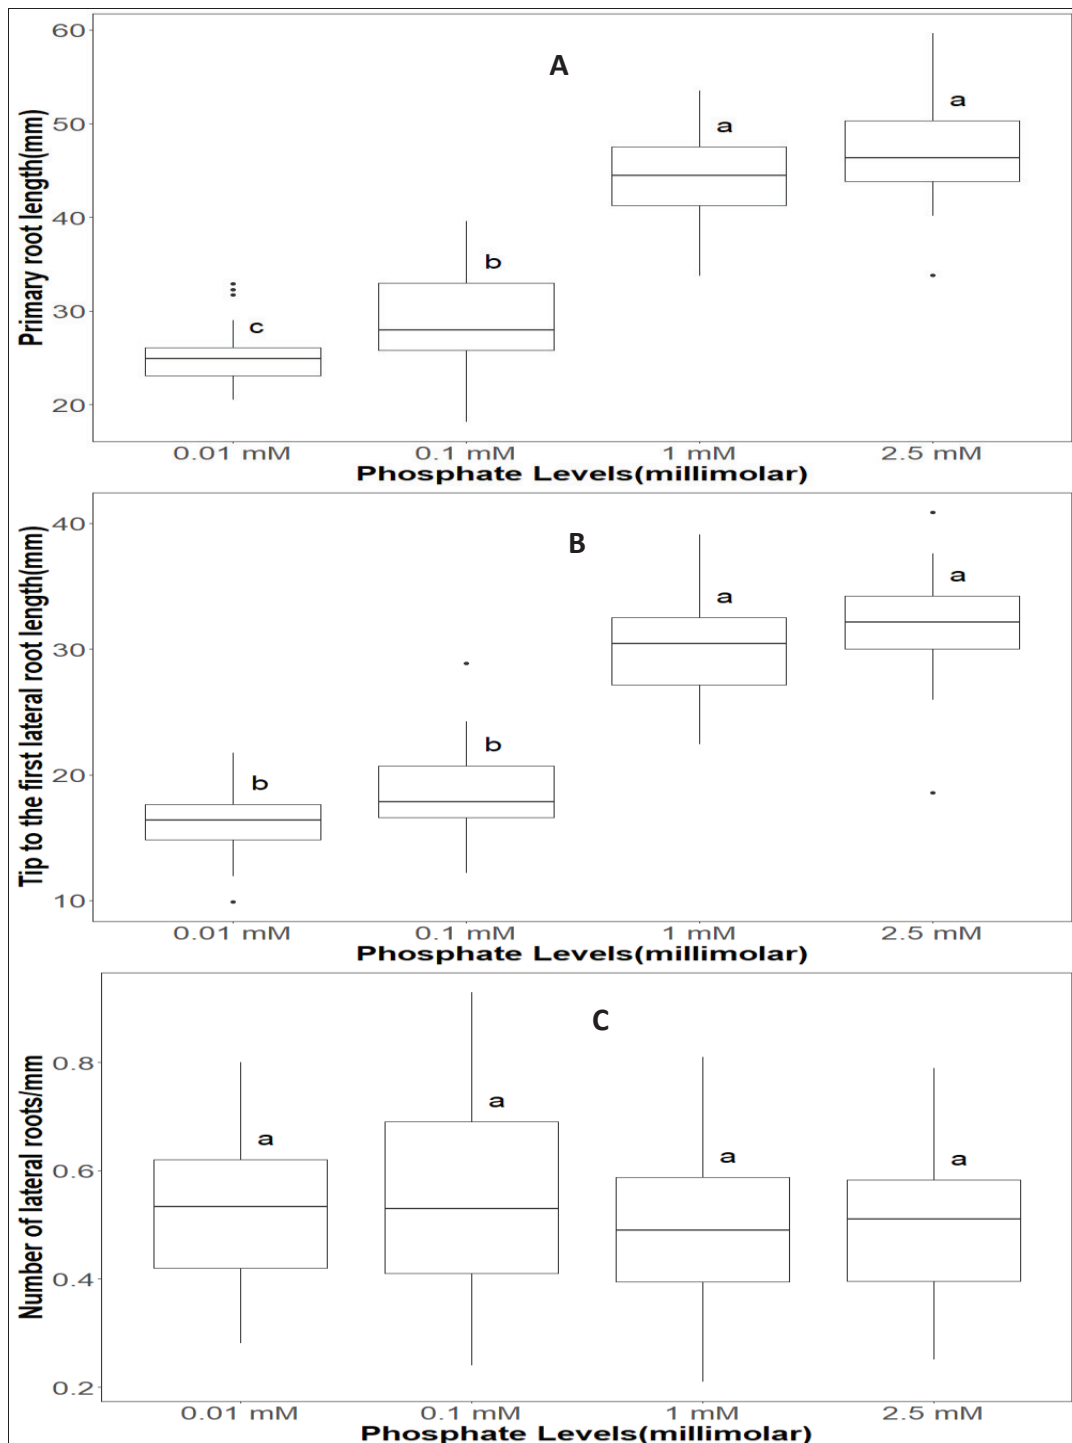 A
Primary root length(mm)
60
50
40
30
20
c
b
a
a
0.01 mM 0.1 mM 1 mM 2.5 mM
Phosphate Levels(millimolar)
B
Tip to the first lateral root length(mm)
40
30
20
10
b
b
a
a
0.01 mM 0.1 mM 1 mM 2.5 mM
Phosphate Levels(millimolar)
C
Number of lateral roots/mm
0.8
0.6
0.4
0.2
a
a
a
a
0.01 mM 0.1 mM 1 mM 2.5 mM
Phosphate Levels(millimolar)